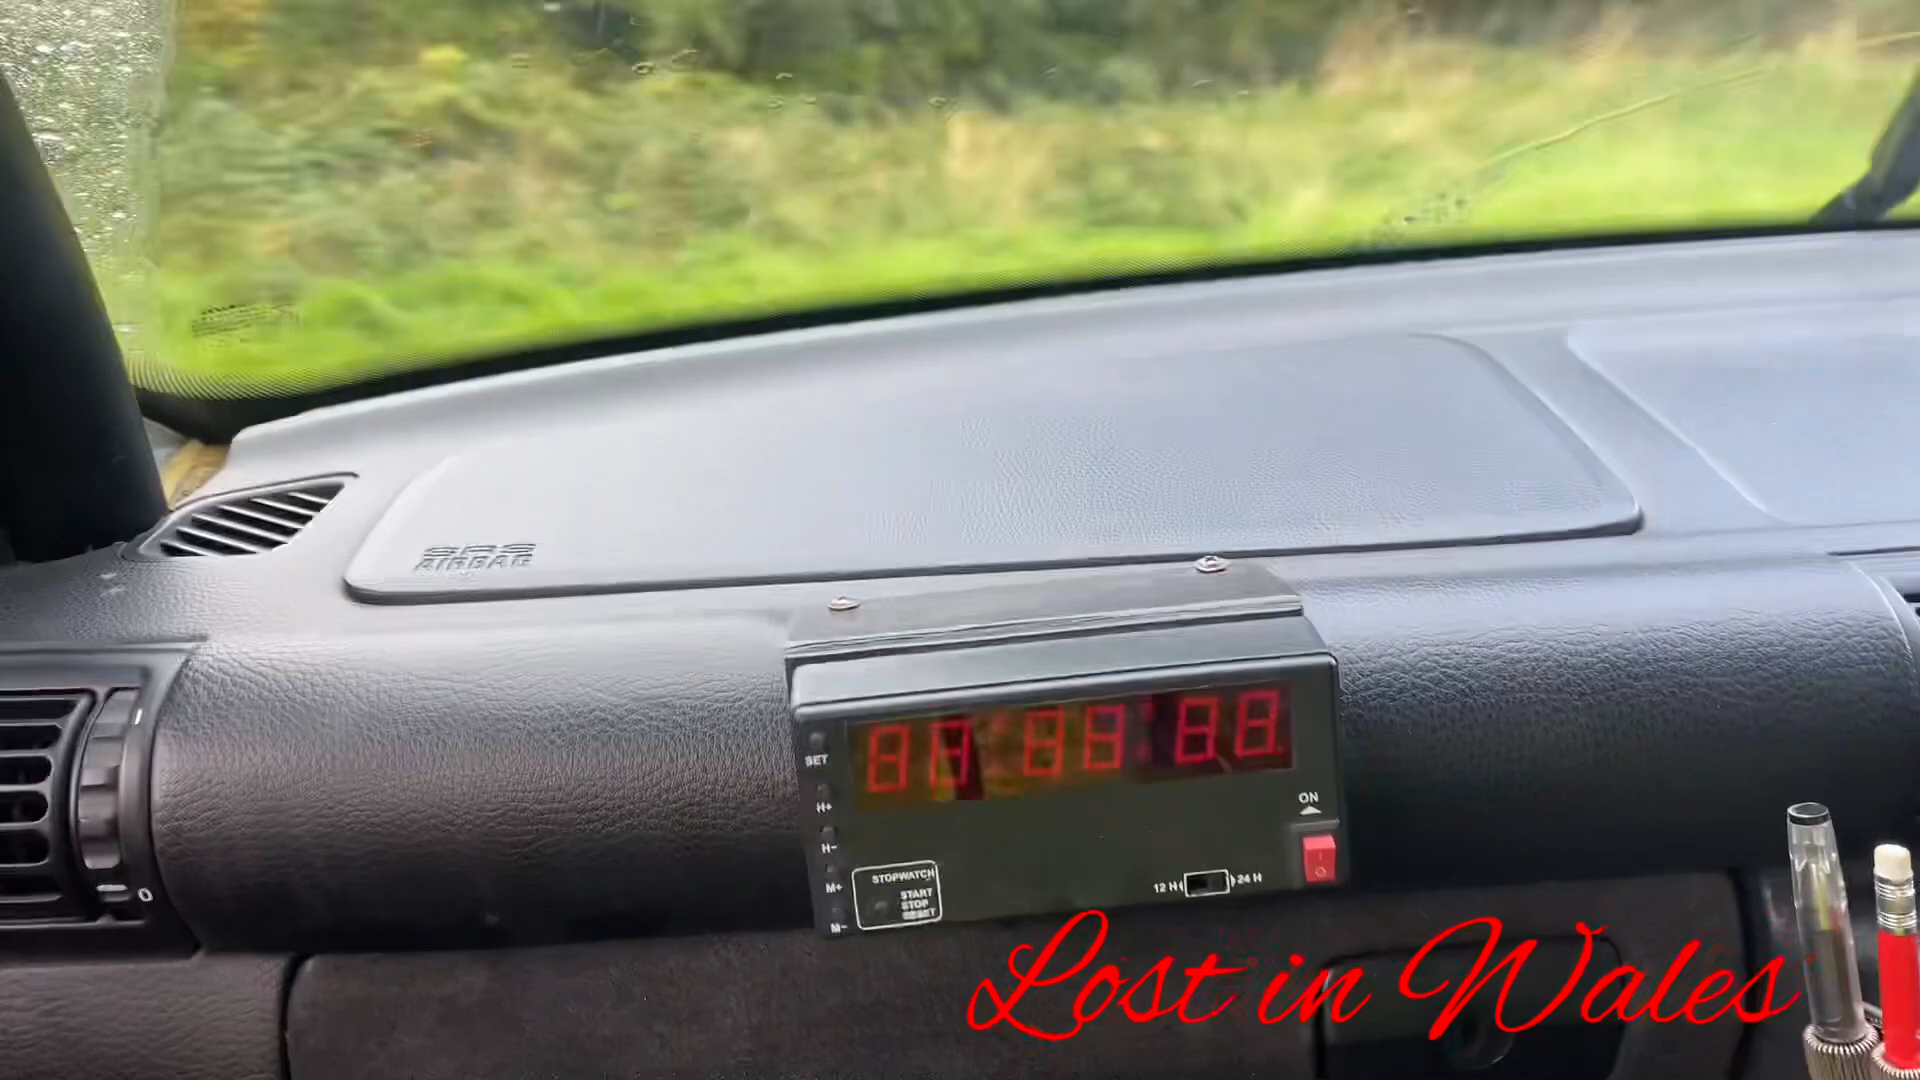 SRS
AIRBAG
SET
H+
H-
M+
M-
STOPWATCH
START
STOP
RESET
ON
12 H
24 H
Lost in Wales